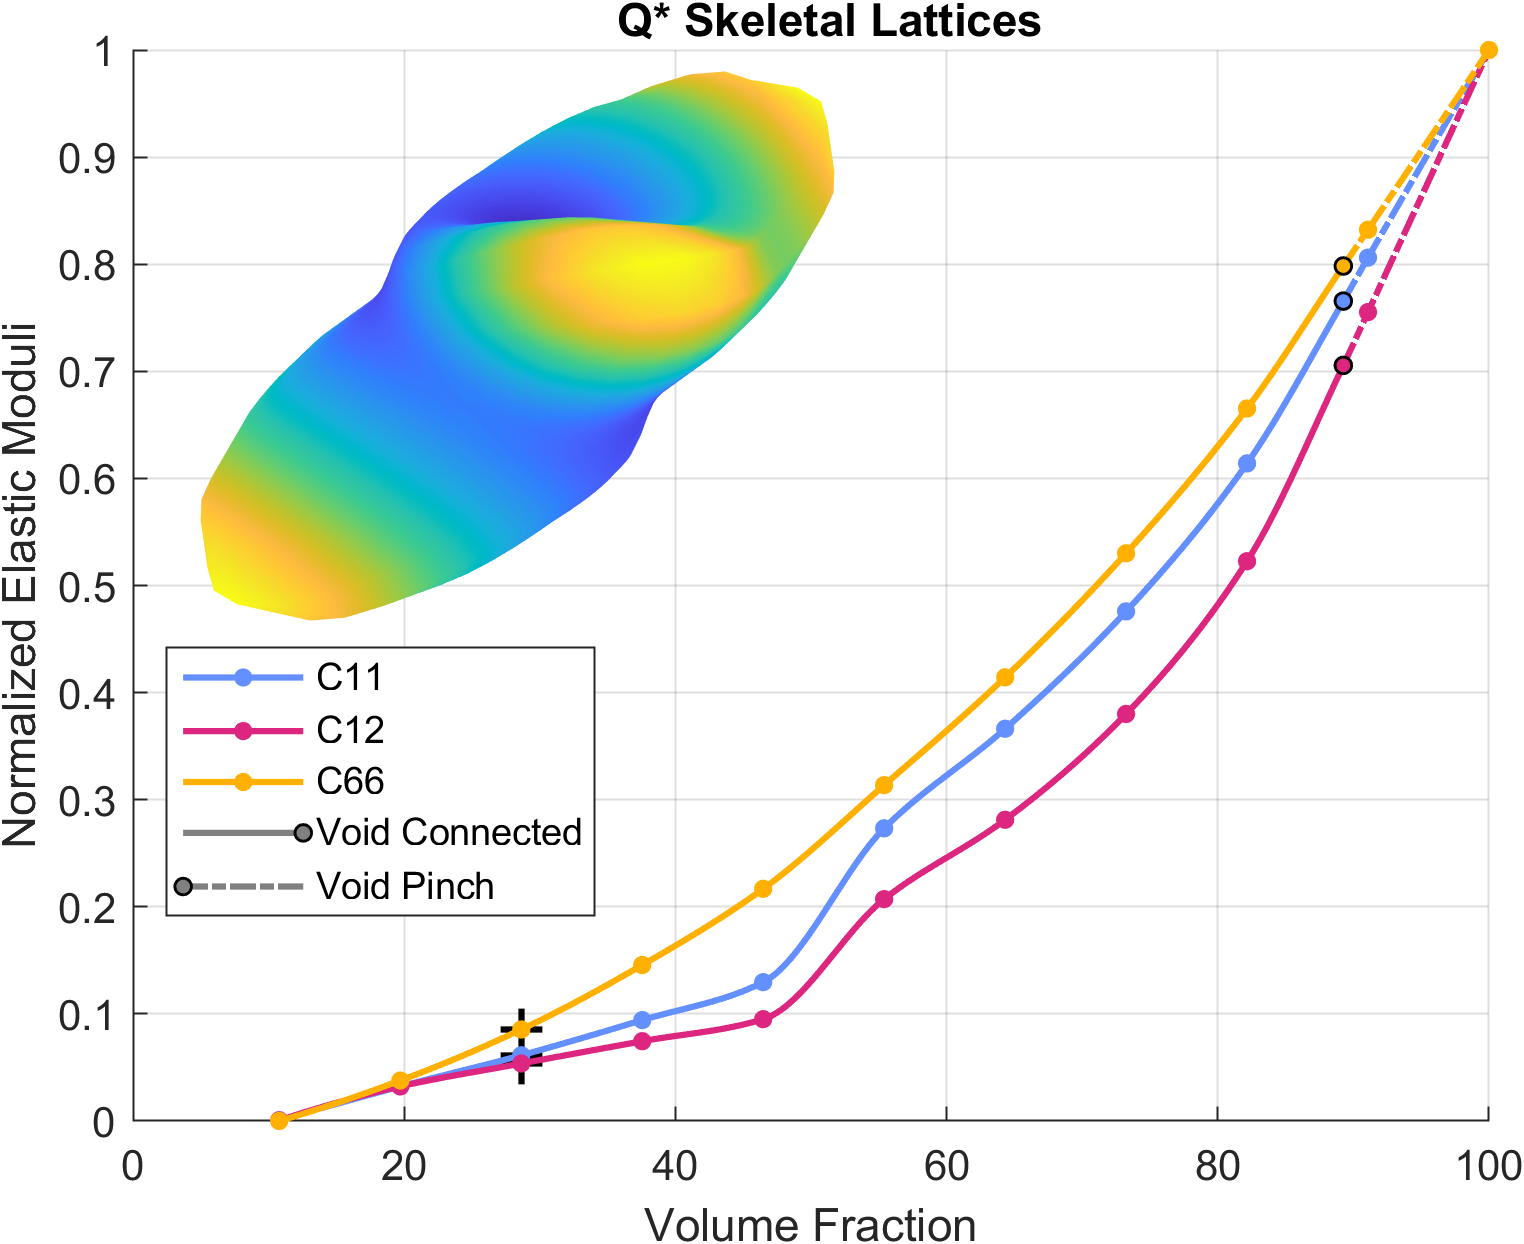 Q* Skeletal Lattices
Normalized Elastic Moduli
1
0.9
0.8
0.7
0.6
0.5
0.4
0.3
0.2
0.1
0
C11
C12
C66
Void Connected
Void Pinch
0 20 40 60 80 100
Volume Fraction